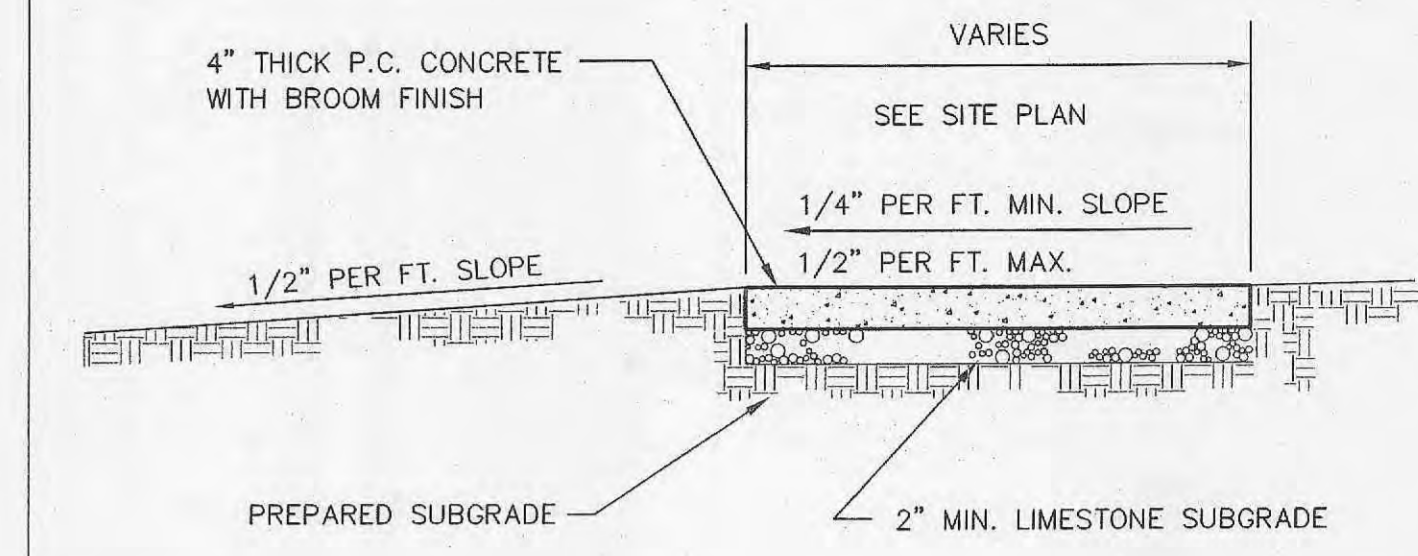 VARIES
4" THICK P.C. CONCRETE
WITH BROOM FINISH
SEE SITE PLAN
1/4" PER FT. MIN. SLOPE
1/2" PER FT. MAX.
1/2" PER FT. SLOPE
PREPARED SUBGRADE
2" MIN. LIMESTONE SUBGRADE